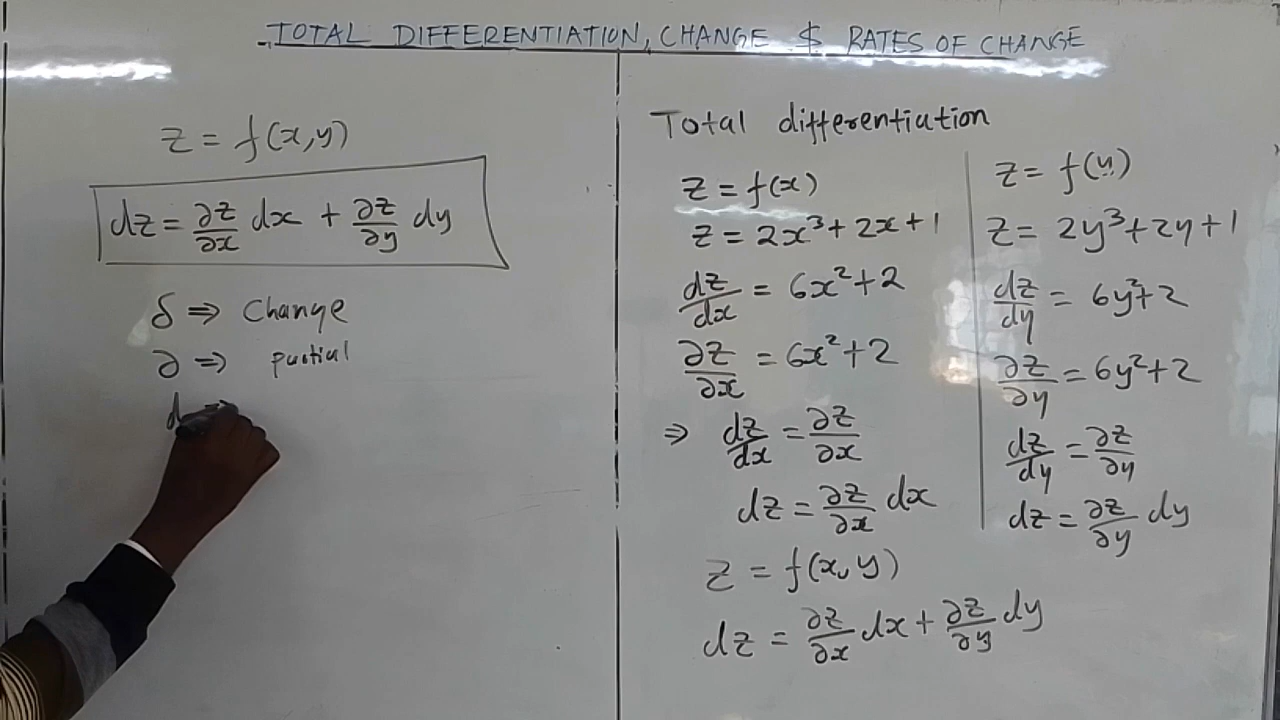 TOTAL DIFFERENTIATION, CHANGE & RATES OF CHANGE
z = f(x,y)
dz = ∂z/∂x dx + ∂z/∂y dy
δ ⇒ Change
∂ ⇒ partial
d ⇒
Total differentiation
z = f(x)
z = 2x³ + 2x + 1
dz/dx = 6x² + 2
∂z/∂x = 6x² + 2
⇒ dz/dx = ∂z/∂x
dz = ∂z/∂x dx
z = f(y)
z = 2y³ + 2y + 1
dz/dy = 6y² + 2
∂z/∂y = 6y² + 2
dz/dy = ∂z/∂y
dz = ∂z/∂y dy
z = f(x, y)
dz = ∂z/∂x dx + ∂z/∂y dy